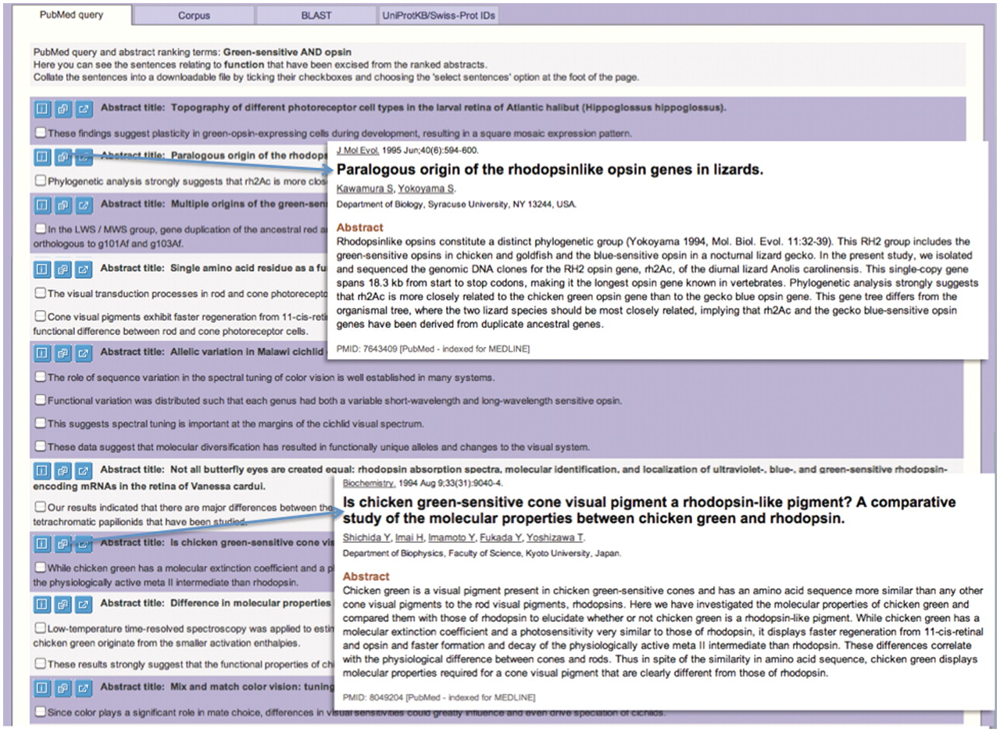 PubMed query
Corpus
BLAST
UniProtKB/Swiss-Prot IDs
PubMed query and abstract ranking terms: Green-sensitive AND opsin
Here you can see the sentences relating to function that have been excised from the ranked abstracts.
Collate the sentences into a downloadable file by ticking their checkboxes and choosing the 'select sentences' option at the foot of the page.
Abstract title: Topography of different photoreceptor cell types in the larval retina of Atlantic halibut (Hippoglossus hippoglossus).
These findings suggest plasticity in green-opsin-expressing cells during development, resulting in a square mosaic expression pattern.
Abstract title: Paralogous origin of the rhodops
Phylogenetic analysis strongly suggests that rh2Ac is more clos
Abstract title: Multiple origins of the green-sen
In the LWS / MWS group, gene duplication of the ancestral red a
orthologous to g101Af and g103Af.
Abstract title: Single amino acid residue as a fu
The visual transduction processes in rod and cone photorecepto
Cone visual pigments exhibit faster regeneration from 11-cis-reti
functional difference between rod and cone photoreceptor cells.
Abstract title: Allelic variation in Malawi cichlid
The role of sequence variation in the spectral tuning of color vision is well established in many systems.
Functional variation was distributed such that each genus had both a variable short-wavelength and long-wavelength sensitive opsin.
This suggests spectral tuning is important at the margins of the cichlid visual spectrum.
These data suggest that molecular diversification has resulted in functionally unique alleles and changes to the visual system.
Abstract title: Not all butterfly eyes are created equal: rhodopsin absorption spectra, molecular identification, and localization of ultraviolet-, blue-, and green-sensitive rhodopsin-
encoding mRNAs in the retina of Vanessa cardui.
Our results indicated that there are major differences between the
tetrachromatic papilionids that have been studied.
Abstract title: Is chicken green-sensitive cone vis
While chicken green has a molecular extinction coefficient and a p
the physiologically active meta II intermediate than rhodopsin.
Abstract title: Difference in molecular properties
Low-temperature time-resolved spectroscopy was applied to estim
chicken green originate from the smaller activation enthalpies.
These results strongly suggest that the functional properties of chi
Abstract title: Mix and match color vision: tuning
Since color plays a significant role in mate choice, differences in visual sensitivities could greatly influence and even drive speciation of cichlids.
J Mol Evol. 1995 Jun;40(6):594-600.
Paralogous origin of the rhodopsinlike opsin genes in lizards.
Kawamura S, Yokoyama S.
Department of Biology, Syracuse University, NY 13244, USA.
Abstract
Rhodopsinlike opsins constitute a distinct phylogenetic group (Yokoyama 1994, Mol. Biol. Evol. 11:32-39). This RH2 group includes the
green-sensitive opsins in chicken and goldfish and the blue-sensitive opsin in a nocturnal lizard gecko. In the present study, we isolated
and sequenced the genomic DNA clones for the RH2 opsin gene, rh2Ac, of the diurnal lizard Anolis carolinensis. This single-copy gene
spans 18.3 kb from start to stop codons, making it the longest opsin gene known in vertebrates. Phylogenetic analysis strongly suggests
that rh2Ac is more closely related to the chicken green opsin gene than to the gecko blue opsin gene. This gene tree differs from the
organismal tree, where the two lizard species should be most closely related, implying that rh2Ac and the gecko blue-sensitive opsin
genes have been derived from duplicate ancestral genes.
PMID: 7643409 [PubMed - indexed for MEDLINE]
Biochemistry. 1994 Aug 9;33(31):9040-4.
Is chicken green-sensitive cone visual pigment a rhodopsin-like pigment? A comparative
study of the molecular properties between chicken green and rhodopsin.
Shichida Y, Imai H, Imamoto Y, Fukada Y, Yoshizawa T.
Department of Biophysics, Faculty of Science, Kyoto University, Japan.
Abstract
Chicken green is a visual pigment present in chicken green-sensitive cones and has an amino acid sequence more similar than any other
cone visual pigments to the rod visual pigments, rhodopsins. Here we have investigated the molecular properties of chicken green and
compared them with those of rhodopsin to elucidate whether or not chicken green is a rhodopsin-like pigment. While chicken green has a
molecular extinction coefficient and a photosensitivity very similar to those of rhodopsin, it displays faster regeneration from 11-cis-retinal
and opsin and faster formation and decay of the physiologically active meta II intermediate than rhodopsin. These differences correlate
with the physiological difference between cones and rods. Thus in spite of the similarity in amino acid sequence, chicken green displays
molecular properties required for a cone visual pigment that are clearly different from those of rhodopsin.
PMID: 8049204 [PubMed - indexed for MEDLINE]